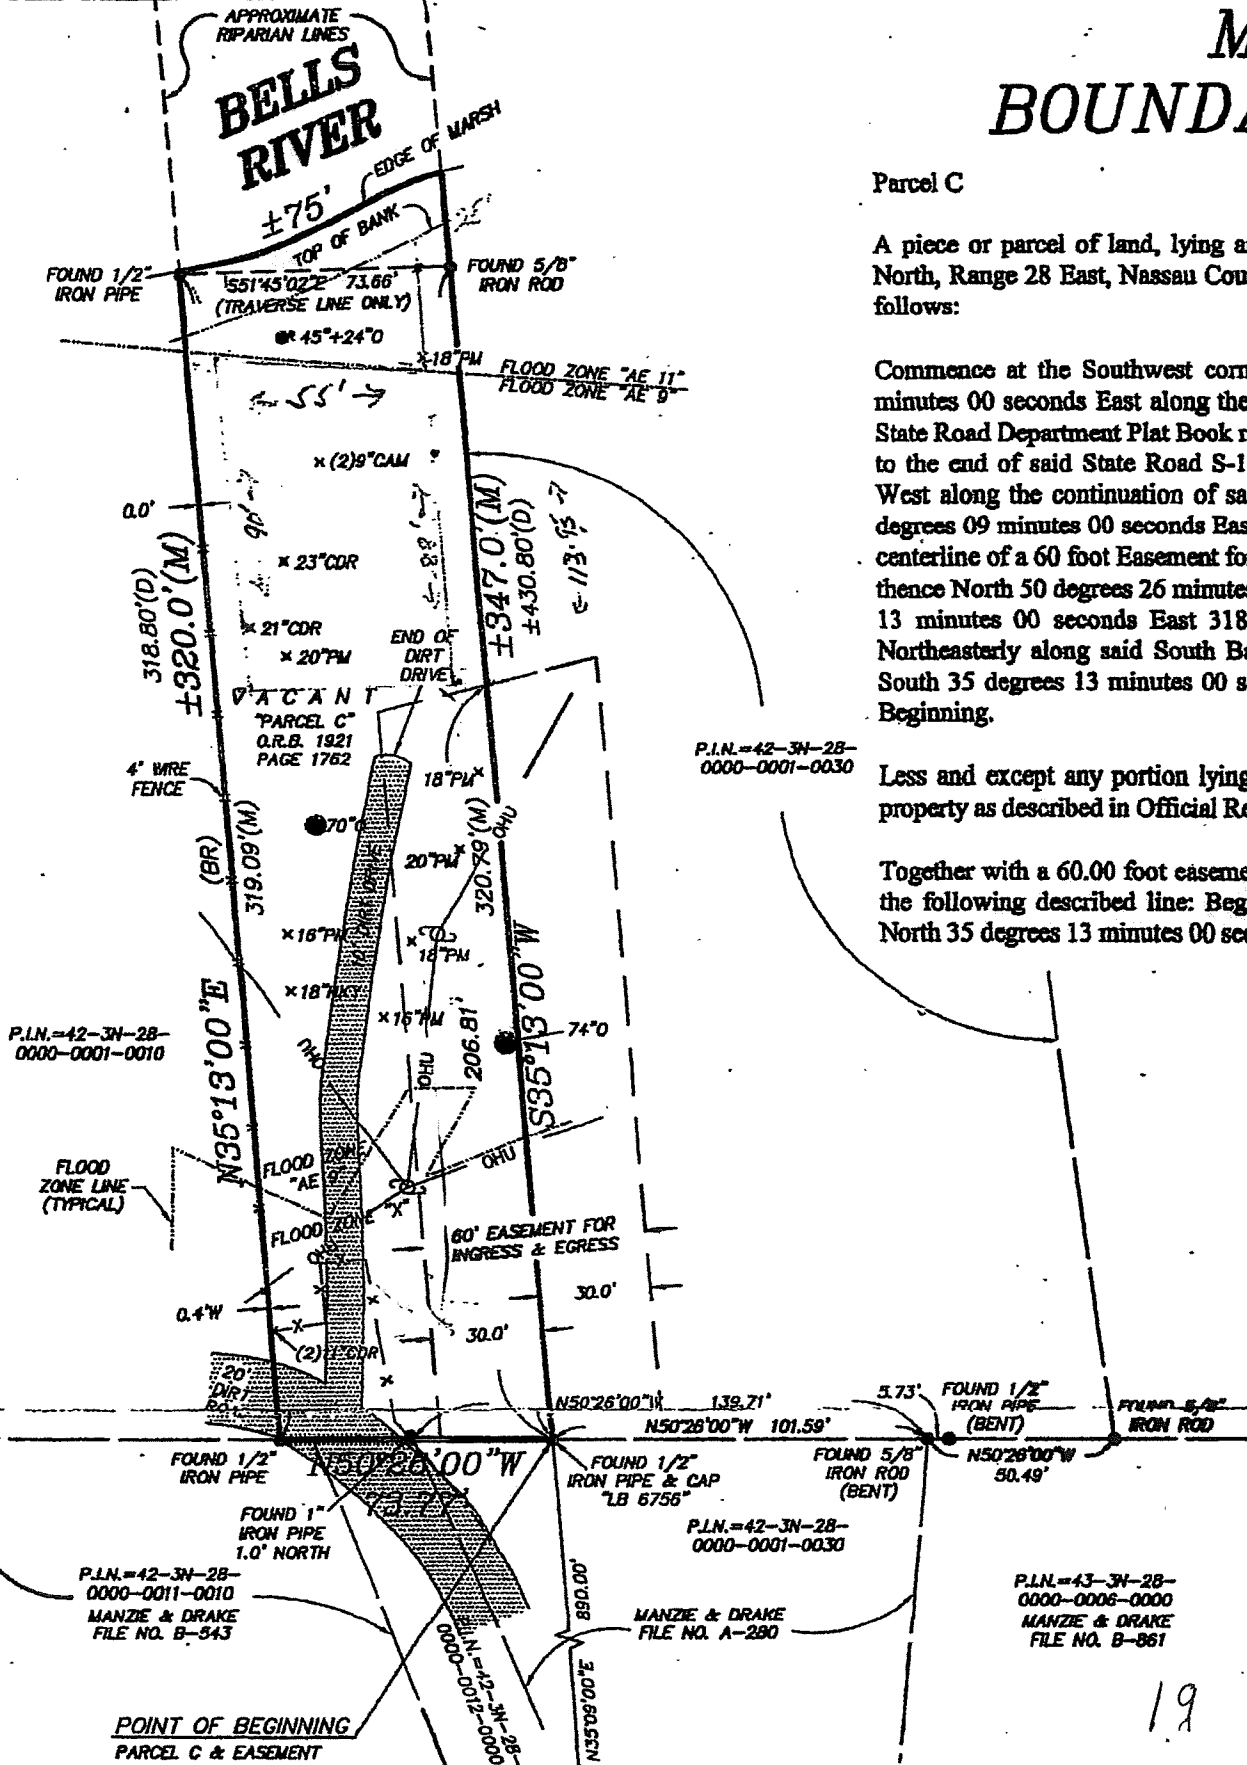 APPROXIMATE
RIPARIAN LINES
BELLS
RIVER
EDGE OF MARSH
±75'
TOP OF BANK
FOUND 1/2"
IRON PIPE
S51°45'02"E 73.66'
(TRAVERSE LINE ONLY)
FOUND 5/8"
IRON ROD
45"+24"O
18"PM
FLOOD ZONE "AE 11"
FLOOD ZONE "AE 9"
← 55' →
(2)9"CAM
0.0'
90'
88'
±347.0'(M)
±430.80'(D)
318.80'(D)
±320.0'(M)
23"CDR
21"CDR
20"PM
END OF
DIRT
DRIVE
VACANT
"PARCEL C"
O.R.B. 1921
PAGE 1762
4' WIRE
FENCE
18"PM
70"O
(BR)
319.09'(M)
20"PM
320.79'(M)
OHU
16"PM
18"PM
18"HKY
16"PM
206.81'
74"O
N35°13'00"E
S35°13'00"W
OHU
OHU
OHU
P.I.N.=42-3N-28-
0000-0001-0010
P.I.N.=42-3N-28-
0000-0001-0030
FLOOD
ZONE LINE
(TYPICAL)
FLOOD ZONE
"AE 9"
FLOOD ZONE "X"
OHU
60' EASEMENT FOR
INGRESS & EGRESS
30.0'
30.0'
0.4'W
(2)11"CDR
20'
DIRT
N50°26'00"W 139.71'
N50°26'00"W 101.59'
5.73'
FOUND 1/2"
IRON PIPE
(BENT)
FOUND 5/8"
IRON ROD
FOUND 1/2"
IRON PIPE
N50°26'00"W
73.77'
FOUND 1/2"
IRON PIPE & CAP
"LB 6756"
FOUND 5/8"
IRON ROD
(BENT)
N50°26'00"W
50.49'
FOUND 1"
IRON PIPE
1.0' NORTH
P.I.N.=42-3N-28-
0000-0001-0030
P.I.N.=42-3N-28-
0000-0011-0010
MANZIE & DRAKE
FILE NO. B-543
P.I.N.=42-3N-28-
0000-0012-0000
890.00'
N35°09'00"E
MANZIE & DRAKE
FILE NO. A-280
P.I.N.=43-3N-28-
0000-0006-0000
MANZIE & DRAKE
FILE NO. B-861
POINT OF BEGINNING
PARCEL C & EASEMENT
19
M
BOUNDA
Parcel C
A piece or parcel of land, lying a
North, Range 28 East, Nassau Cou
follows:
Commence at the Southwest corn
minutes 00 seconds East along the
State Road Department Plat Book
to the end of said State Road S-1
West along the continuation of sa
degrees 09 minutes 00 seconds Eas
centerline of a 60 foot Easement fo
thence North 50 degrees 26 minutes
13 minutes 00 seconds East 318
Northeasterly along said South Ba
South 35 degrees 13 minutes 00 s
Beginning.
Less and except any portion lying
property as described in Official Re
Together with a 60.00 foot easeme
the following described line: Beg
North 35 degrees 13 minutes 00 sec